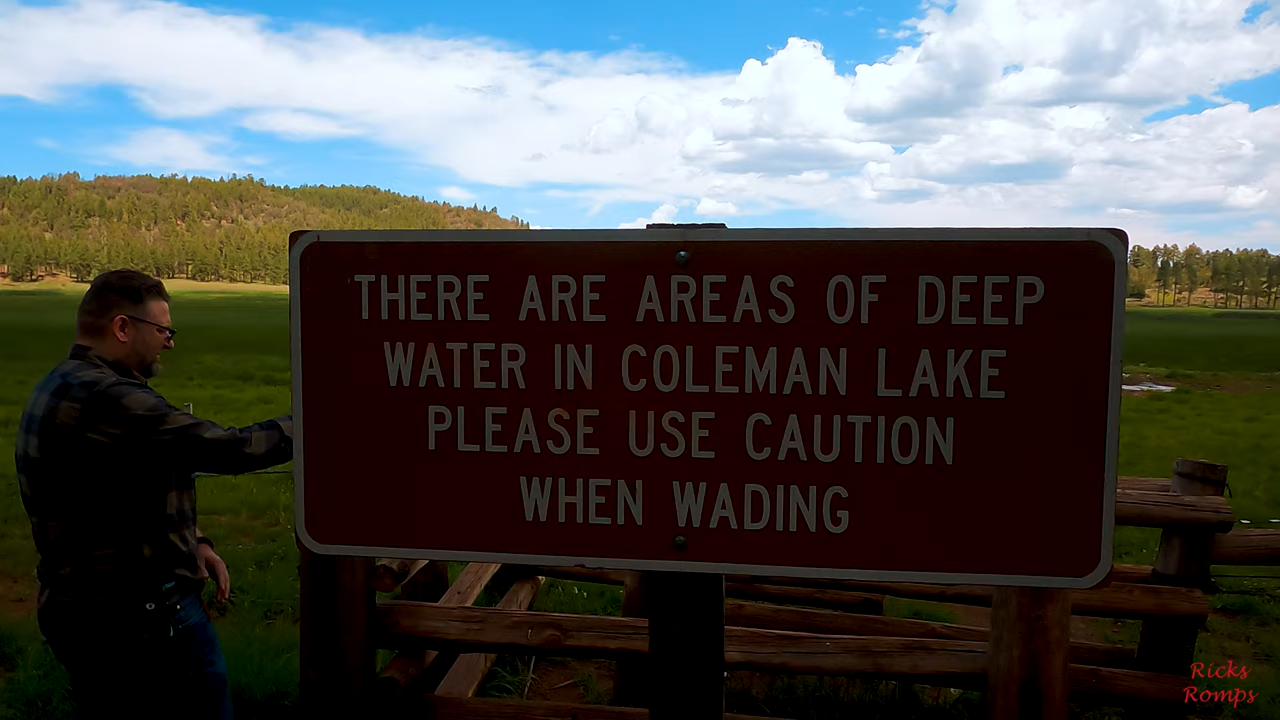 THERE ARE AREAS OF DEEP
WATER IN COLEMAN LAKE
PLEASE USE CAUTION
WHEN WADING
Ricks
Romps